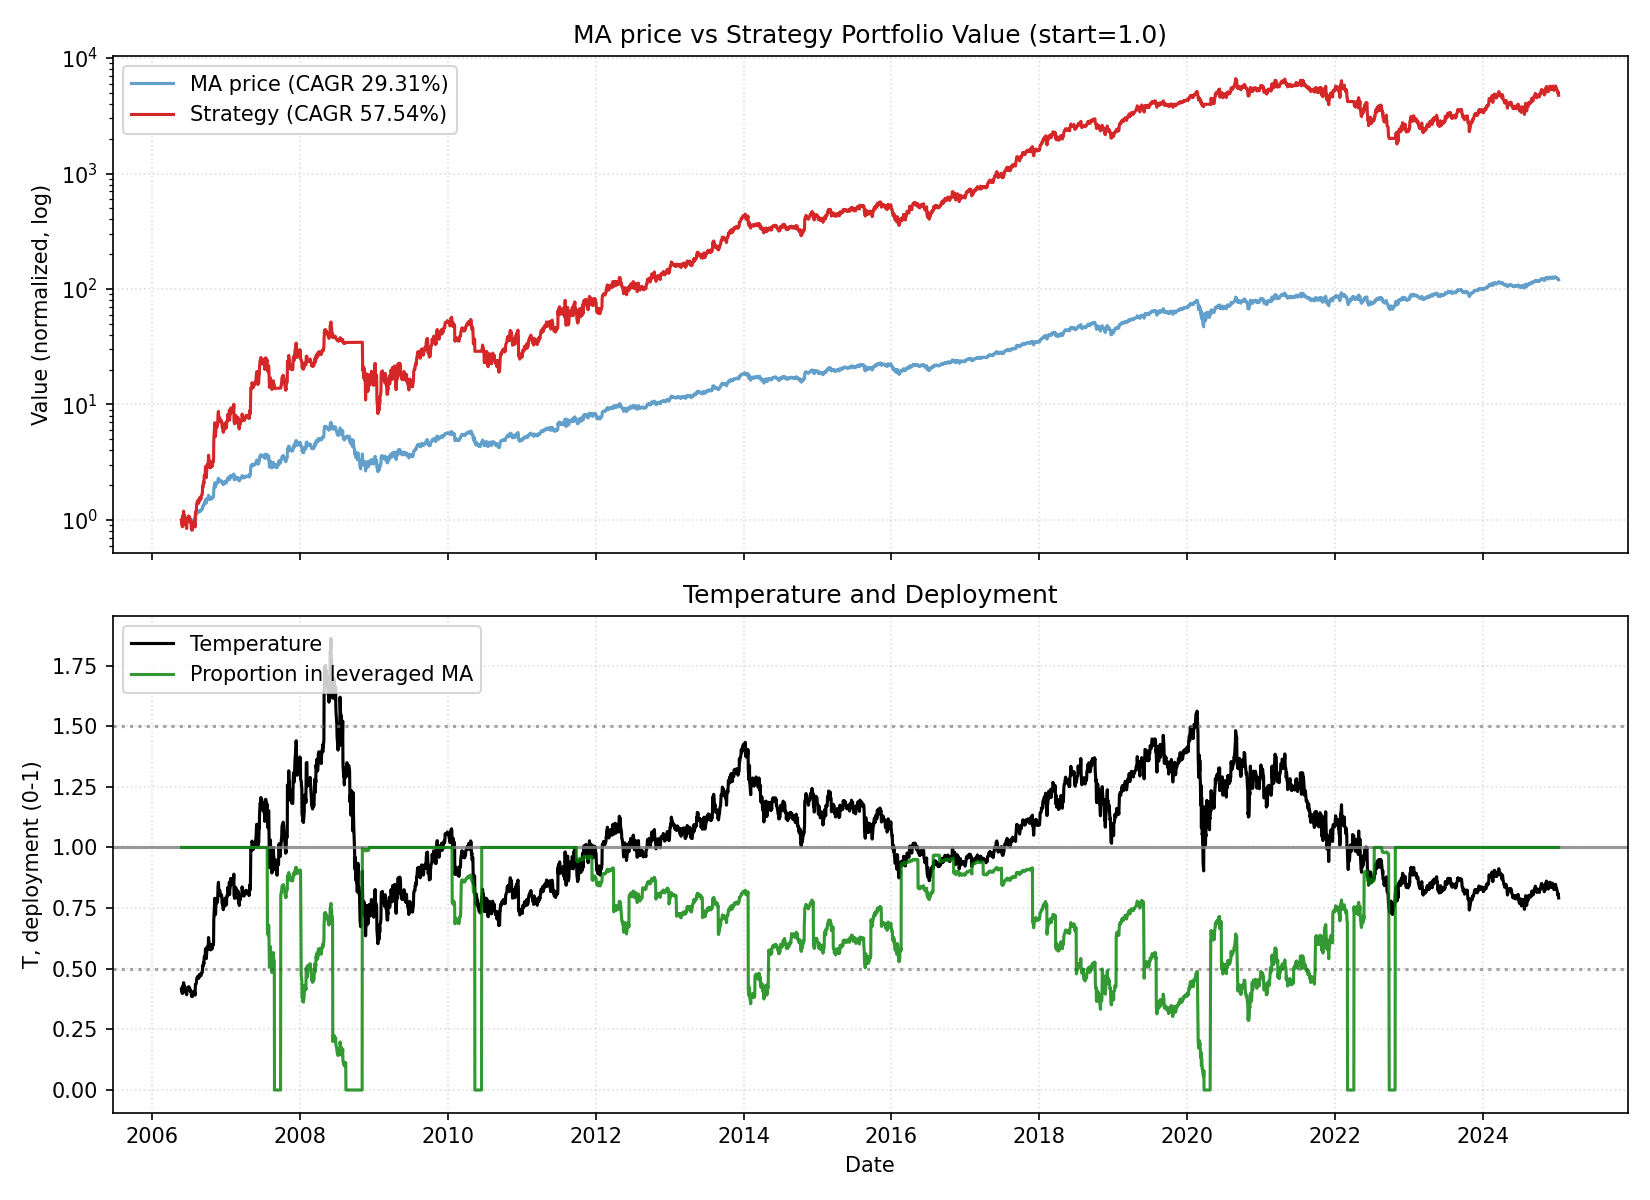 MA price vs Strategy Portfolio Value (start=1.0)
MA price (CAGR 29.31%)
Strategy (CAGR 57.54%)
Value (normalized, log)
10^4
10^3
10^2
10^1
10^0
Temperature and Deployment
Temperature
Proportion in leveraged MA
T, deployment (0-1)
1.75
1.50
1.25
1.00
0.75
0.50
0.25
0.00
2006 2008 2010 2012 2014 2016 2018 2020 2022 2024
Date